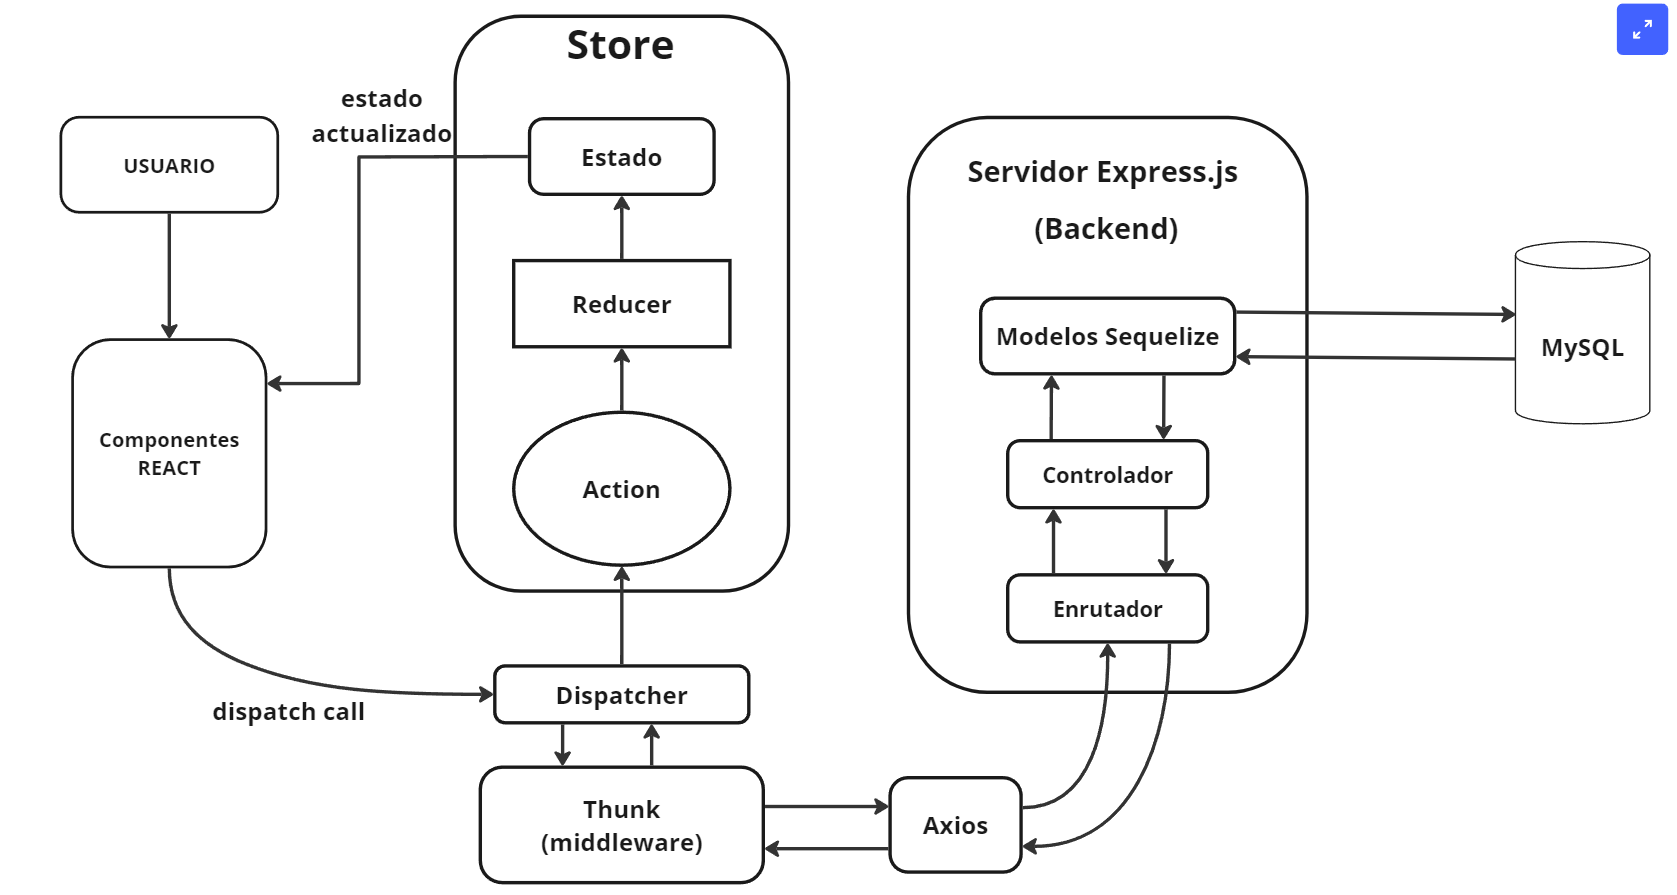 Store
estado
actualizado
USUARIO
Estado
Reducer
Action
Componentes
REACT
dispatch call
Dispatcher
Thunk
(middleware)
Axios
Servidor Express.js
(Backend)
Modelos Sequelize
Controlador
Enrutador
MySQL